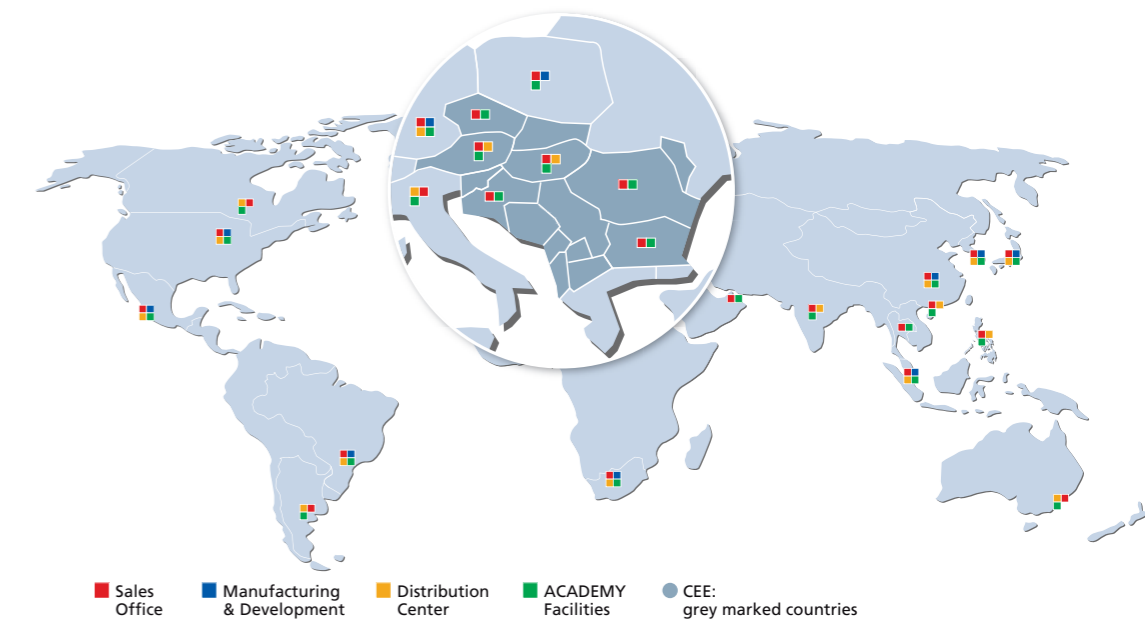 Sales
Office
Manufacturing
& Development
Distribution
Center
ACADEMY
Facilities
CEE:
grey marked countries